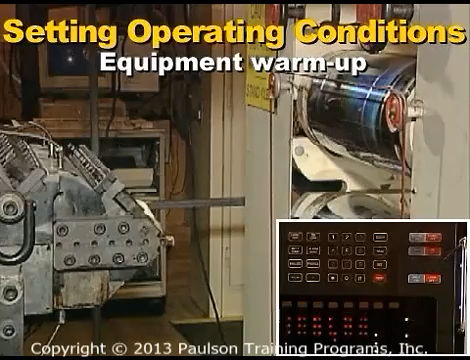 Setting Operating Conditions
Equipment warm-up
Copyright © 2013 Paulson Training Programs, Inc.